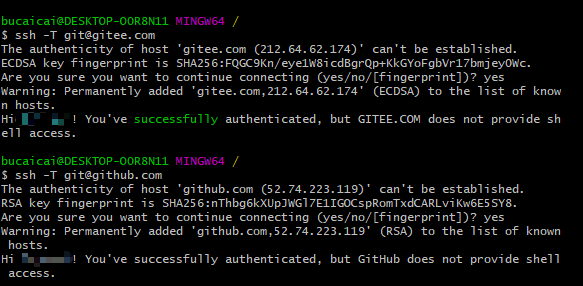 bucaicai@DESKTOP-OOR8N11 MINGW64 /
$ ssh -T git@gitee.com
The authenticity of host 'gitee.com (212.64.62.174)' can't be established.
ECDSA key fingerprint is SHA256:FQGC9Kn/eye1W8icdBgrQp+KkGYoFgbVr17bmjeyOWc.
Are you sure you want to continue connecting (yes/no/[fingerprint])? yes
Warning: Permanently added 'gitee.com,212.64.62.174' (ECDSA) to the list of know
n hosts.
Hi ! You've successfully authenticated, but GITEE.COM does not provide sh
ell access.
bucaicai@DESKTOP-OOR8N11 MINGW64 /
$ ssh -T git@github.com
The authenticity of host 'github.com (52.74.223.119)' can't be established.
RSA key fingerprint is SHA256:nThbg6kXUpJWGl7E1IGOCspRomTxdCARLviKw6E5SY8.
Are you sure you want to continue connecting (yes/no/[fingerprint])? yes
Warning: Permanently added 'github.com,52.74.223.119' (RSA) to the list of known
 hosts.
Hi ! You've successfully authenticated, but GitHub does not provide shell
 access.